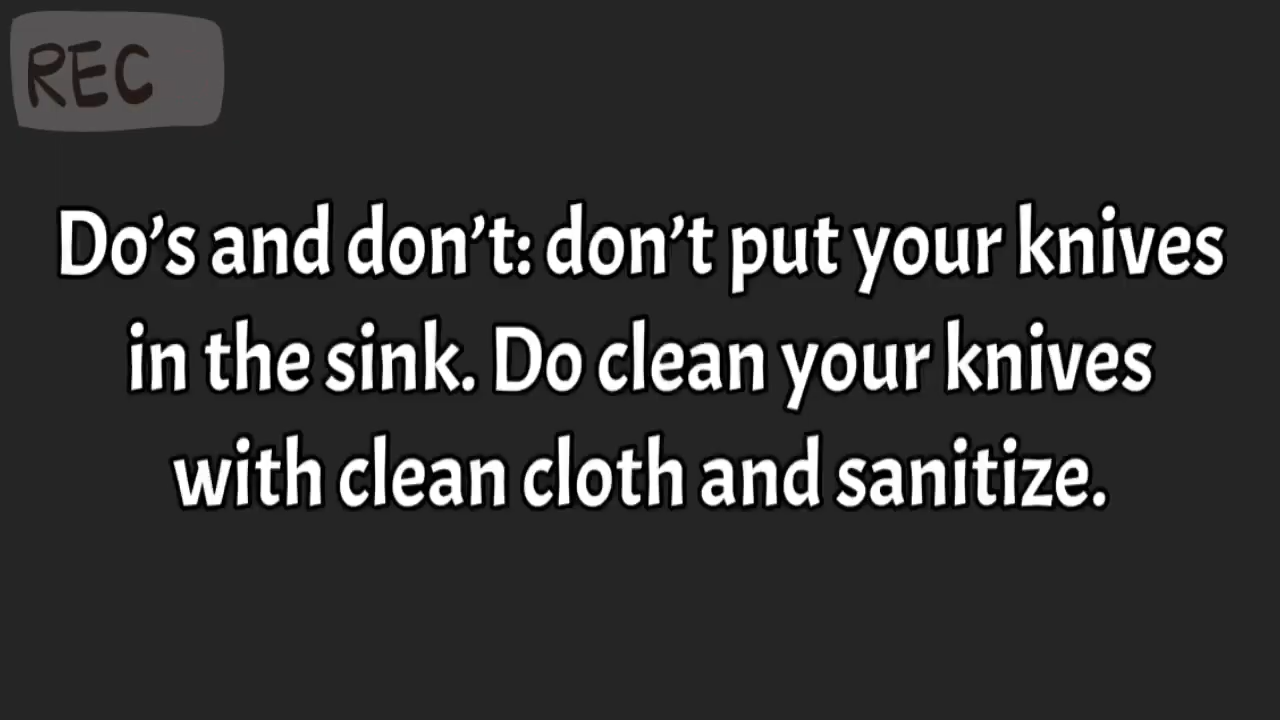 REC
Do’s and don’t: don’t put your knives
in the sink. Do clean your knives
with clean cloth and sanitize.